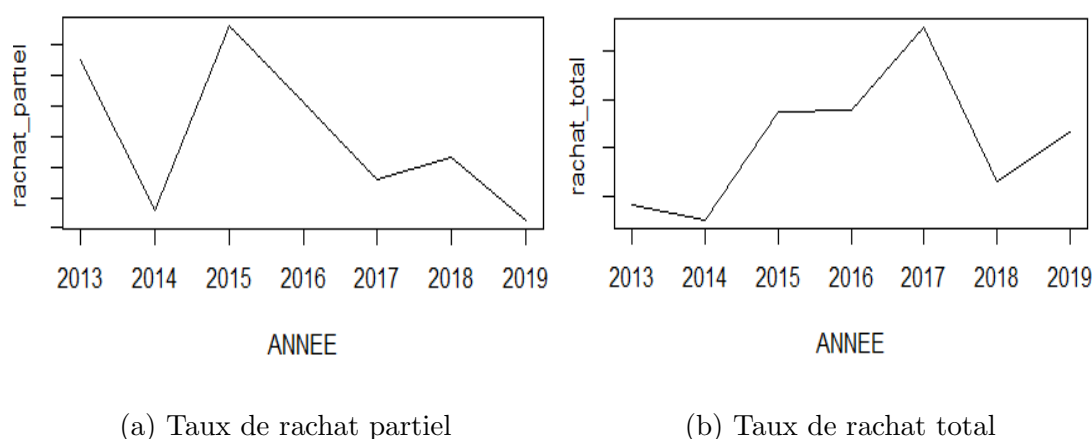 rachat_partiel
2013 2014 2015 2016 2017 2018 2019
ANNEE
(a) Taux de rachat partiel
rachat_total
2013 2014 2015 2016 2017 2018 2019
ANNEE
(b) Taux de rachat total